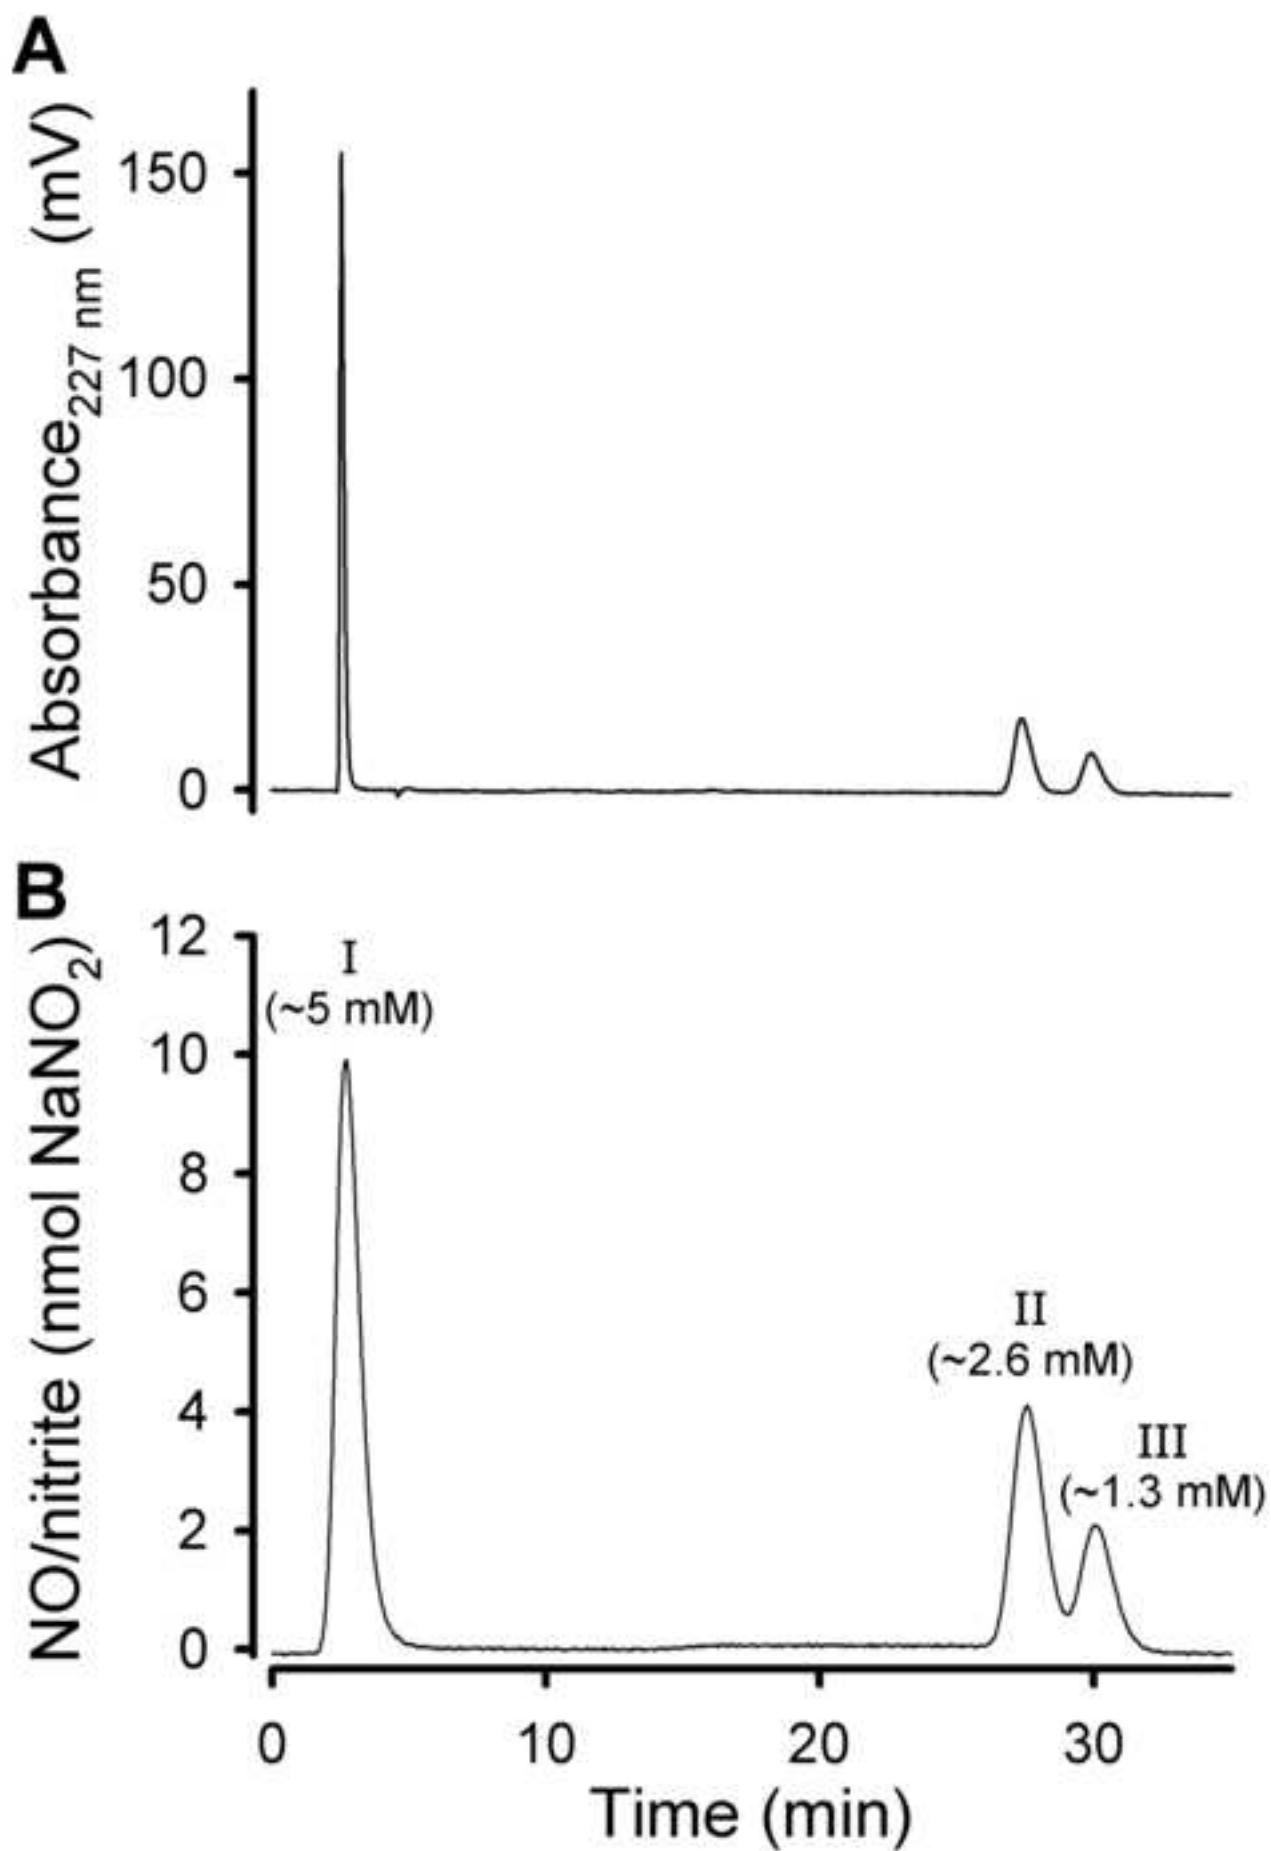 A
Absorbance227 nm (mV)
150
100
50
0
B
NO/nitrite (nmol NaNO2)
12
10
8
6
4
2
0
I
(~5 mM)
II
(~2.6 mM)
III
(~1.3 mM)
0 10 20 30
Time (min)